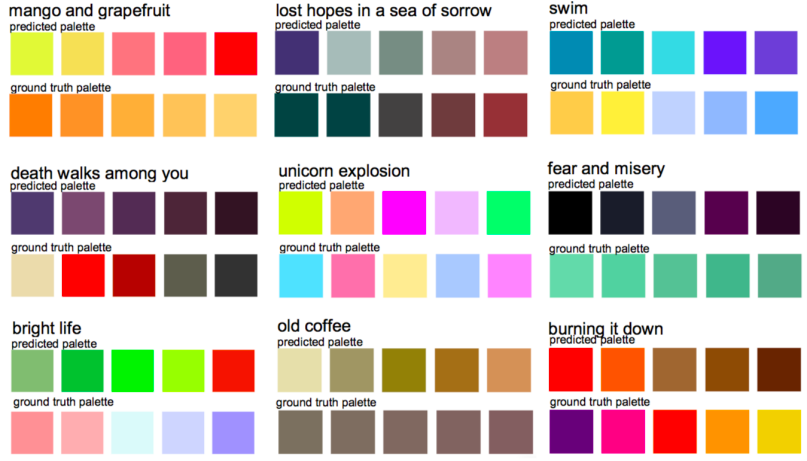 mango and grapefruit
predicted palette
ground truth palette
lost hopes in a sea of sorrow
predicted palette
ground truth palette
swim
predicted palette
ground truth palette
death walks among you
predicted palette
ground truth palette
unicorn explosion
predicted palette
ground truth palette
fear and misery
predicted palette
ground truth palette
bright life
predicted palette
ground truth palette
old coffee
predicted palette
ground truth palette
burning it down
predicted palette
ground truth palette